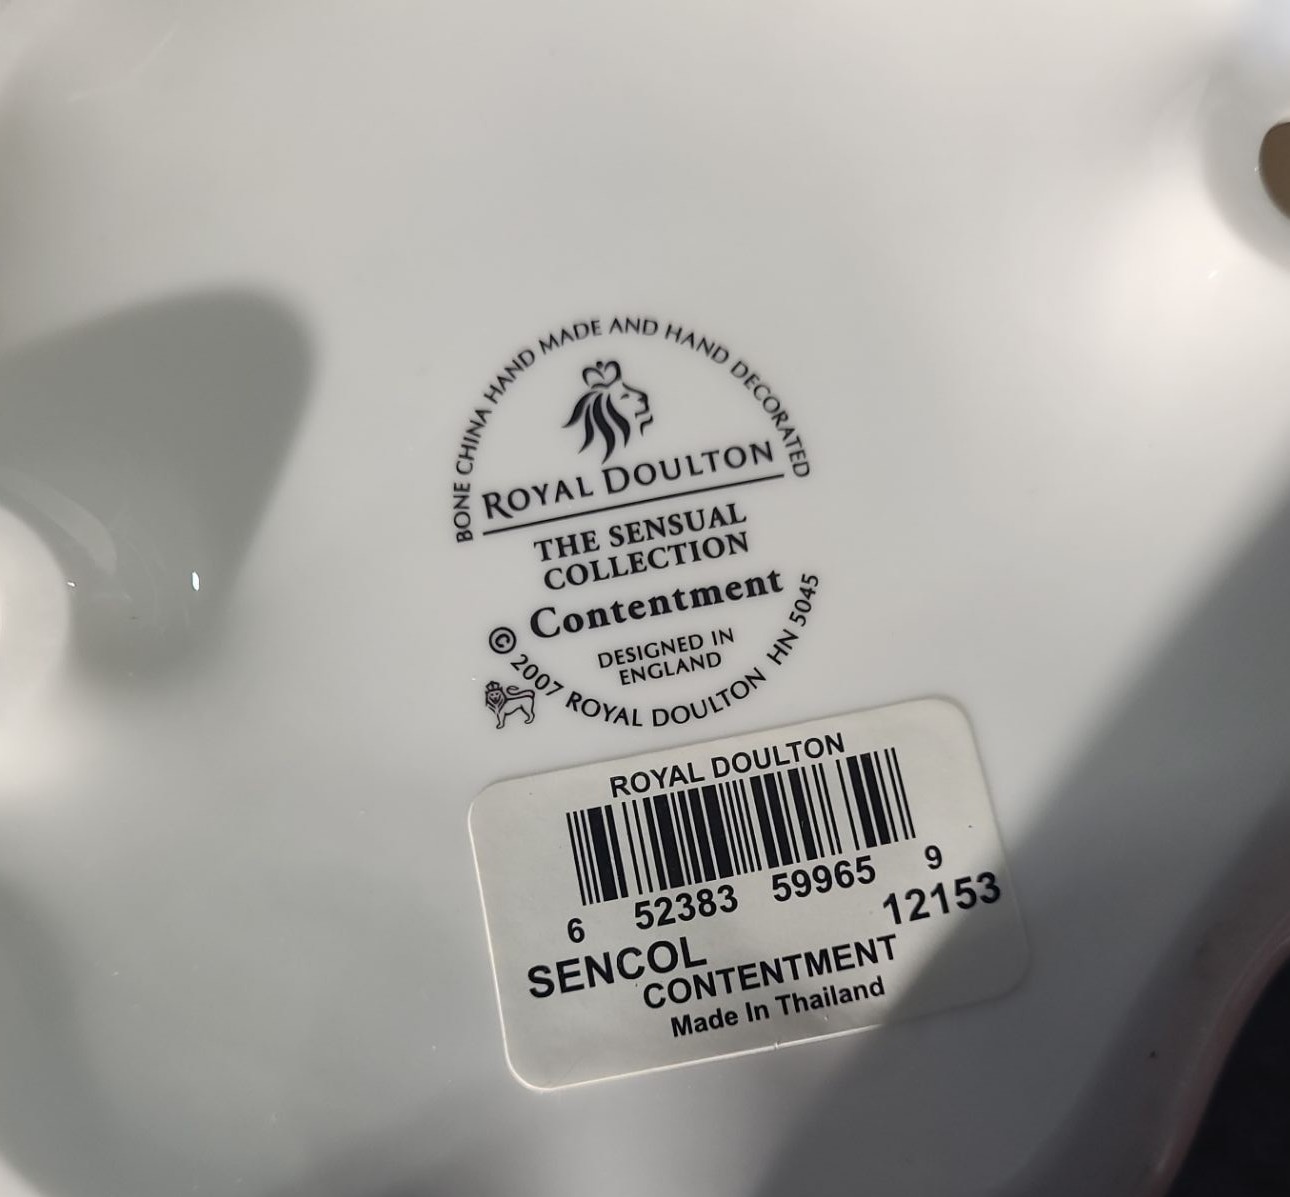 BONE CHINA HAND MADE AND HAND DECORATED
ROYAL DOULTON
THE SENSUAL
COLLECTION
Contentment
DESIGNED IN
ENGLAND
© 2007 ROYAL DOULTON HN 5045
ROYAL DOULTON
6 52383 59965 9
12153
SENCOL
CONTENTMENT
Made In Thailand